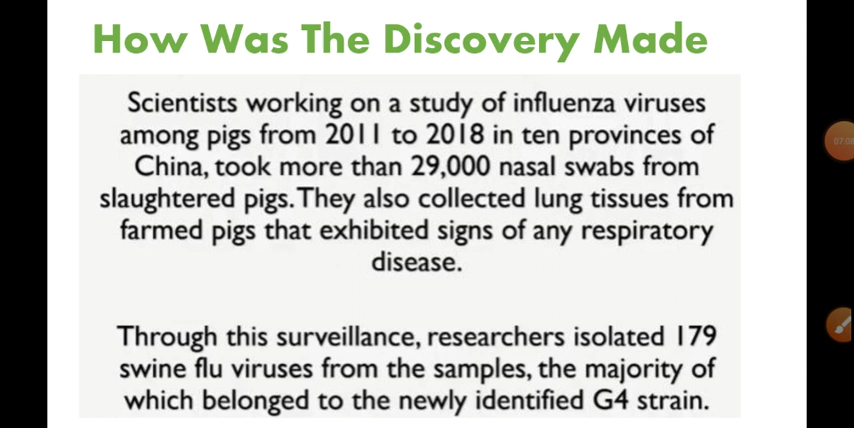 How Was The Discovery Made
Scientists working on a study of influenza viruses
among pigs from 2011 to 2018 in ten provinces of
China, took more than 29,000 nasal swabs from
slaughtered pigs. They also collected lung tissues from
farmed pigs that exhibited signs of any respiratory
disease.
Through this surveillance, researchers isolated 179
swine flu viruses from the samples, the majority of
which belonged to the newly identified G4 strain.